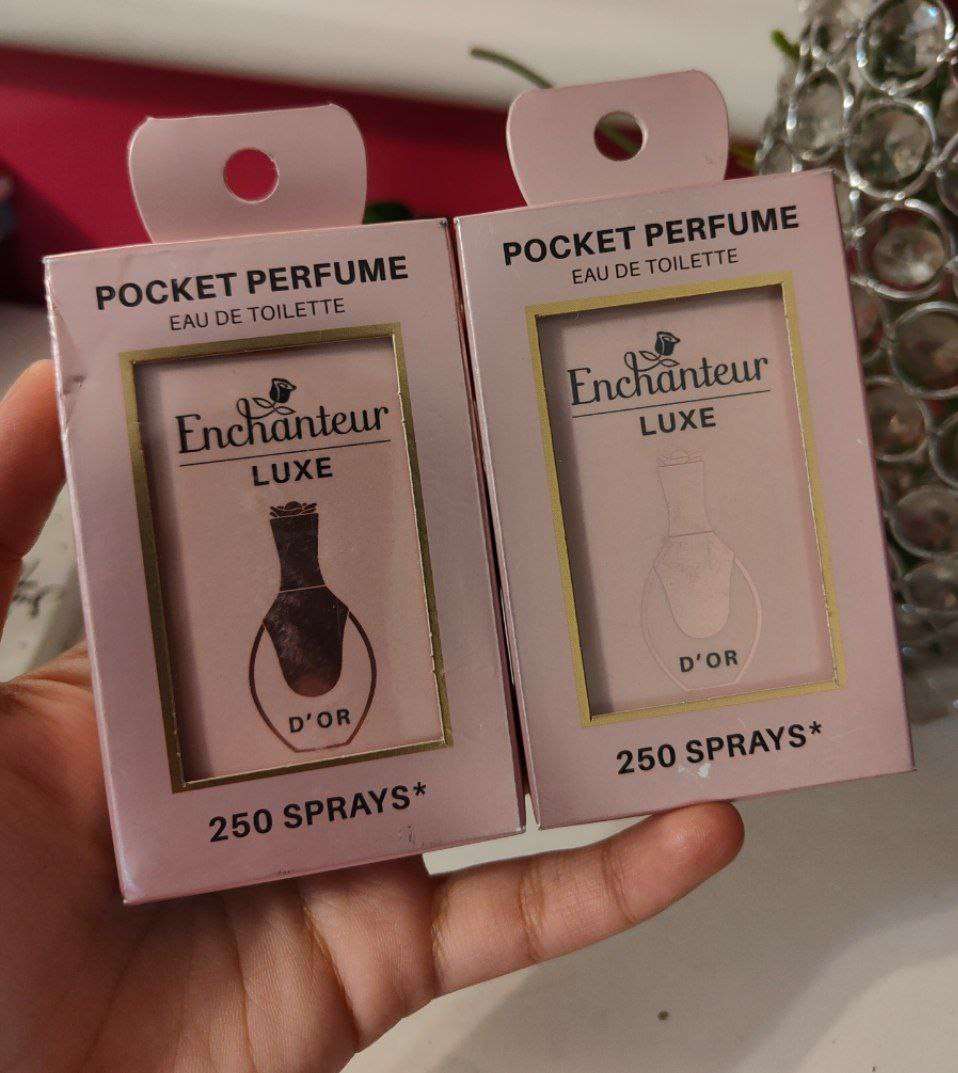 POCKET PERFUME
EAU DE TOILETTE
Enchanteur
LUXE
D'OR
250 SPRAYS*
POCKET PERFUME
EAU DE TOILETTE
Enchanteur
LUXE
D'OR
250 SPRAYS*